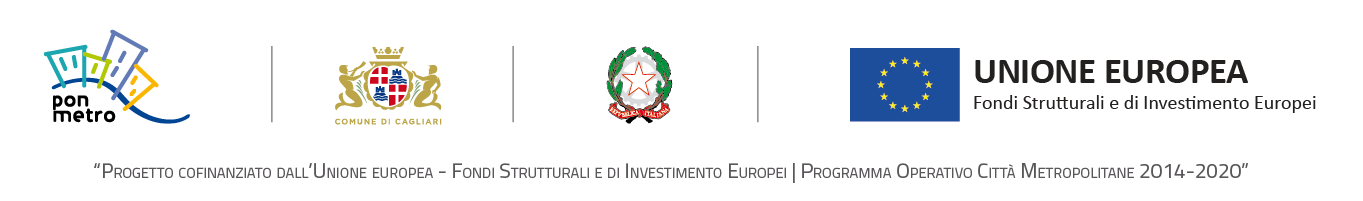 pon
metro
COMUNE DI CAGLIARI
REPUBBLICA ITALIANA
UNIONE EUROPEA
Fondi Strutturali e di Investimento Europei
“Progetto cofinanziato dall’Unione europea - Fondi Strutturali e di Investimento Europei | Programma Operativo Città Metropolitane 2014-2020”